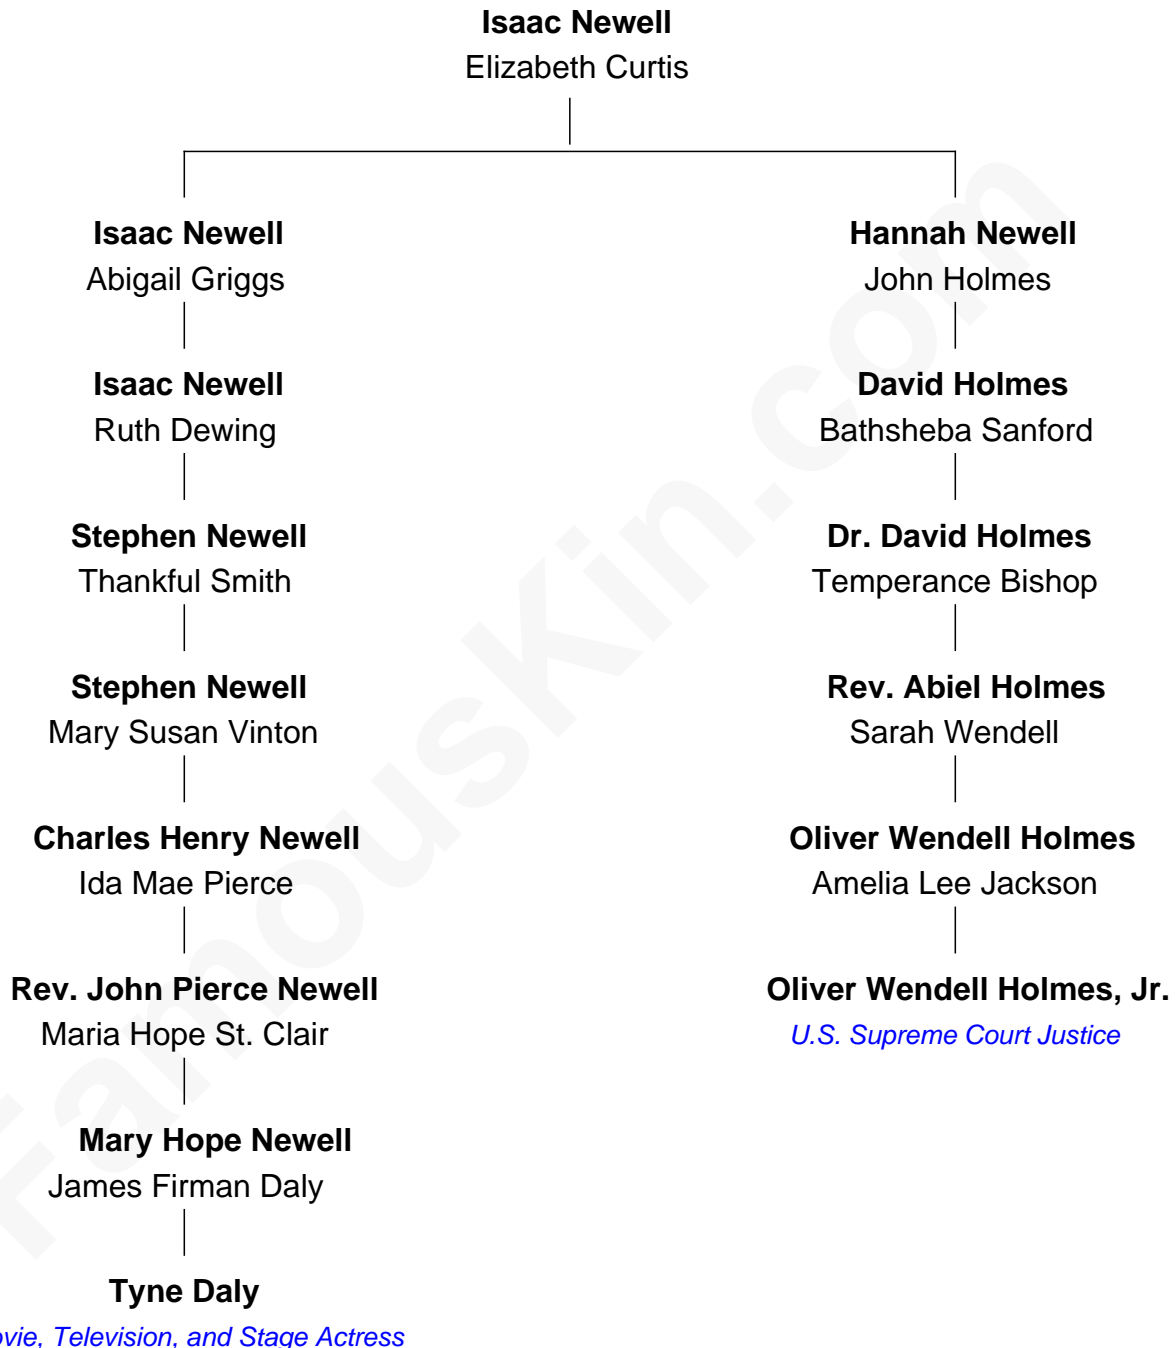 Isaac Newell
Elizabeth Curtis
Isaac Newell
Abigail Griggs
Isaac Newell
Ruth Dewing
Stephen Newell
Thankful Smith
Stephen Newell
Mary Susan Vinton
Charles Henry Newell
Ida Mae Pierce
Rev. John Pierce Newell
Maria Hope St. Clair
Mary Hope Newell
James Firman Daly
Tyne Daly
ovie, Television, and Stage Actress
Hannah Newell
John Holmes
David Holmes
Bathsheba Sanford
Dr. David Holmes
Temperance Bishop
Rev. Abiel Holmes
Sarah Wendell
Oliver Wendell Holmes
Amelia Lee Jackson
Oliver Wendell Holmes, Jr.
U.S. Supreme Court Justice
FamousKin.com